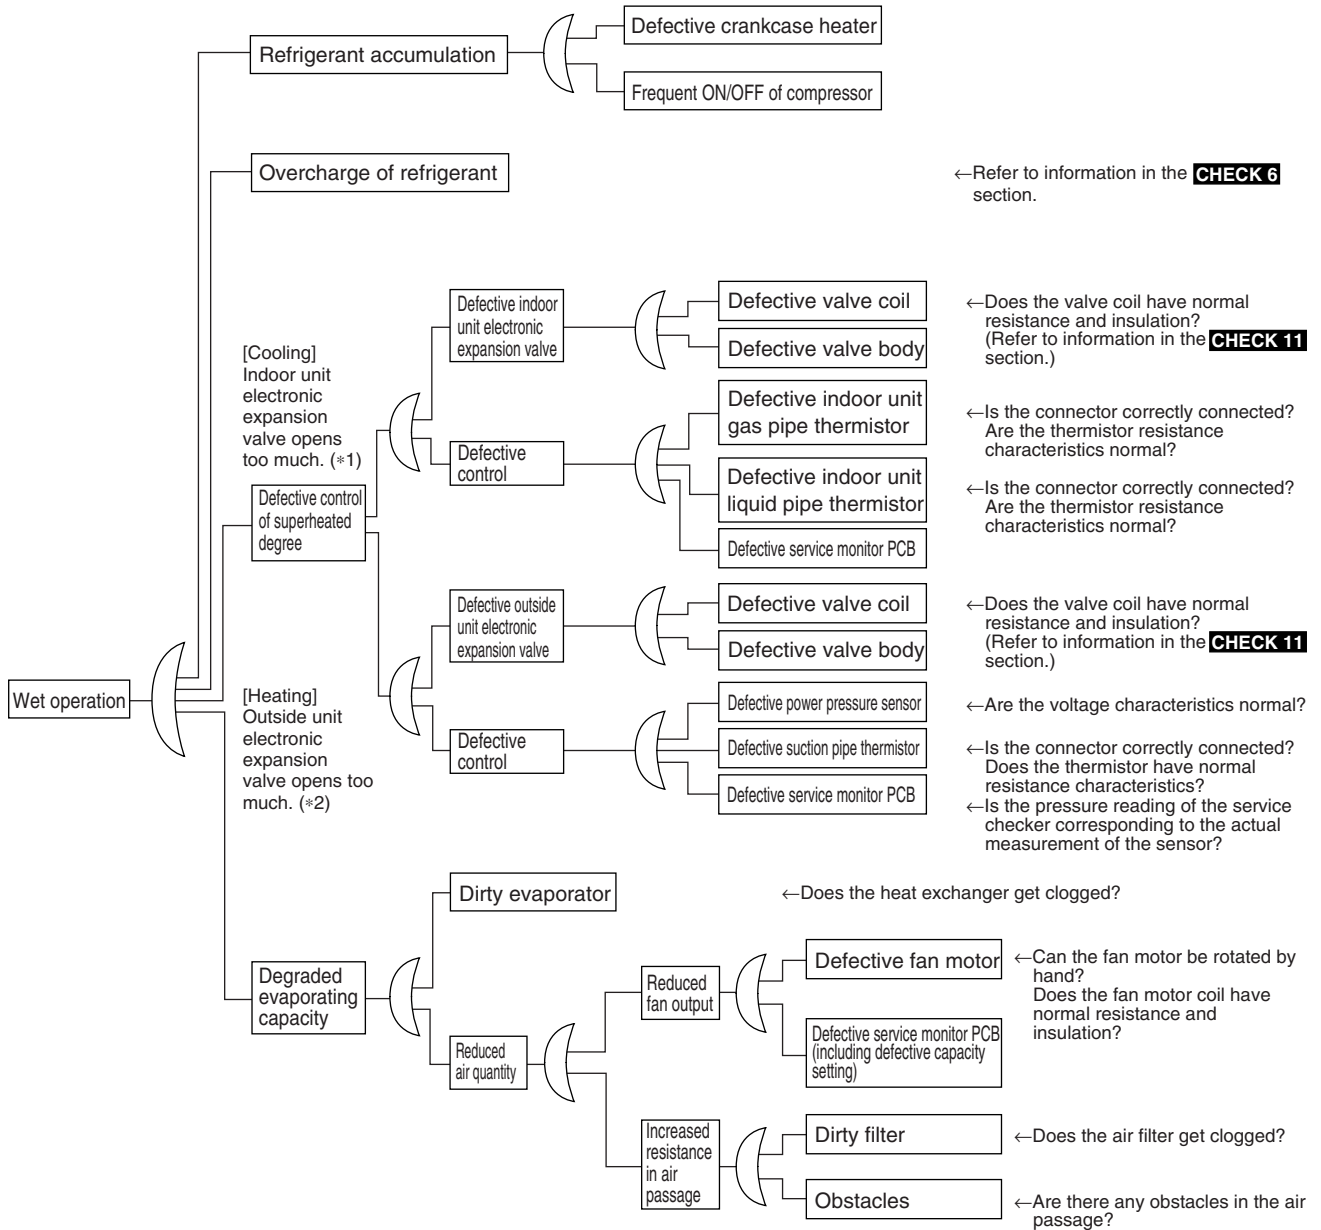 Refrigerant accumulation
Defective crankcase heater
Frequent ON/OFF of compressor
Overcharge of refrigerant
←Refer to information in the CHECK 6
section.
[Cooling]
Indoor unit
electronic
expansion
valve opens
too much. (*1)
Defective indoor
unit electronic
expansion valve
Defective valve coil
Defective valve body
←Does the valve coil have normal
resistance and insulation?
(Refer to information in the CHECK 11
section.)
Defective
control
Defective indoor unit
gas pipe thermistor
←Is the connector correctly connected?
Are the thermistor resistance
characteristics normal?
Defective indoor unit
liquid pipe thermistor
←Is the connector correctly connected?
Are the thermistor resistance
characteristics normal?
Defective service monitor PCB
Defective control
of superheated
degree
Wet operation
[Heating]
Outside unit
electronic
expansion
valve opens too
much. (*2)
Defective outside
unit electronic
expansion valve
Defective valve coil
Defective valve body
←Does the valve coil have normal
resistance and insulation?
(Refer to information in the CHECK 11
section.)
Defective
control
Defective power pressure sensor
←Are the voltage characteristics normal?
Defective suction pipe thermistor
←Is the connector correctly connected?
Does the thermistor have normal
resistance characteristics?
Defective service monitor PCB
←Is the pressure reading of the service
checker corresponding to the actual
measurement of the sensor?
Degraded
evaporating
capacity
Dirty evaporator
←Does the heat exchanger get clogged?
Reduced
air quantity
Reduced
fan output
Defective fan motor
←Can the fan motor be rotated by
hand?
Does the fan motor coil have
normal resistance and
insulation?
Defective service monitor PCB
(including defective capacity
setting)
Increased
resistance
in air
passage
Dirty filter
←Does the air filter get clogged?
Obstacles
←Are there any obstacles in the air
passage?